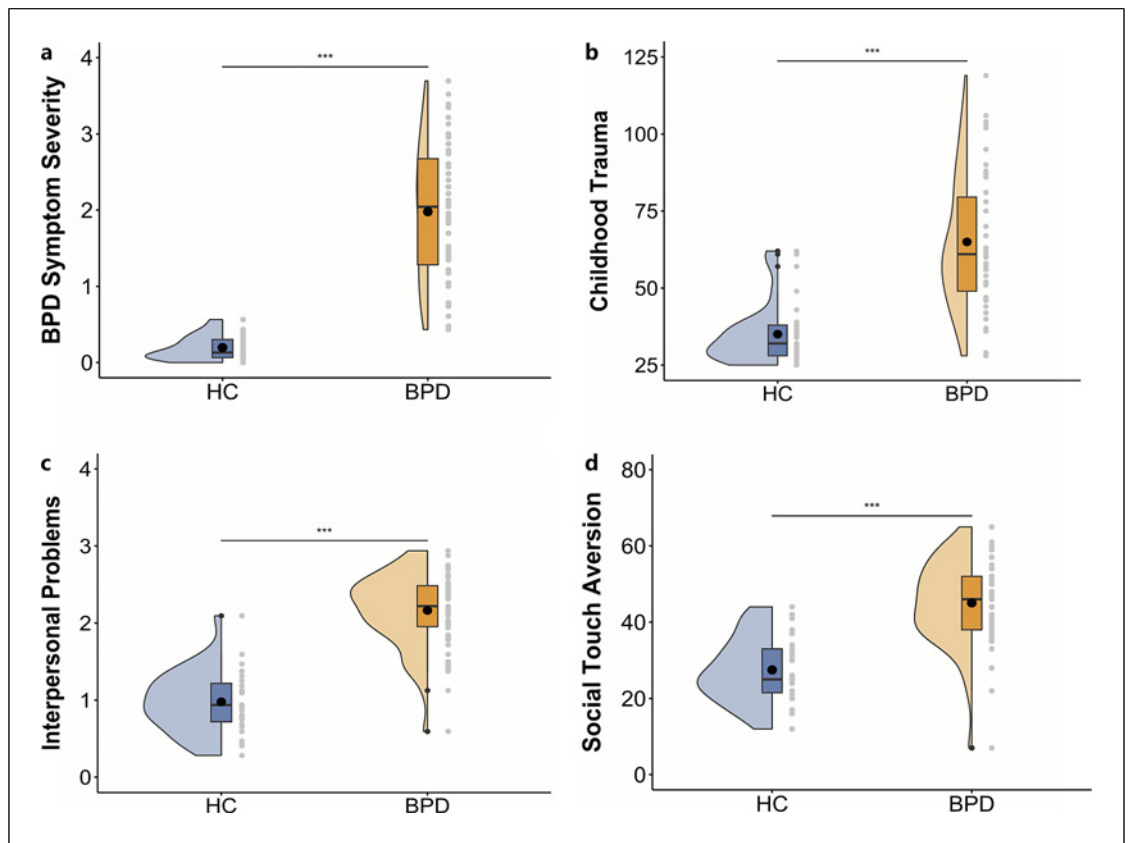 a
BPD Symptom Severity
4
3
2
1
0
***
HC
BPD
b
Childhood Trauma
125
100
75
50
25
***
HC
BPD
c
Interpersonal Problems
4
3
2
1
0
***
HC
BPD
d
Social Touch Aversion
80
60
40
20
0
***
HC
BPD